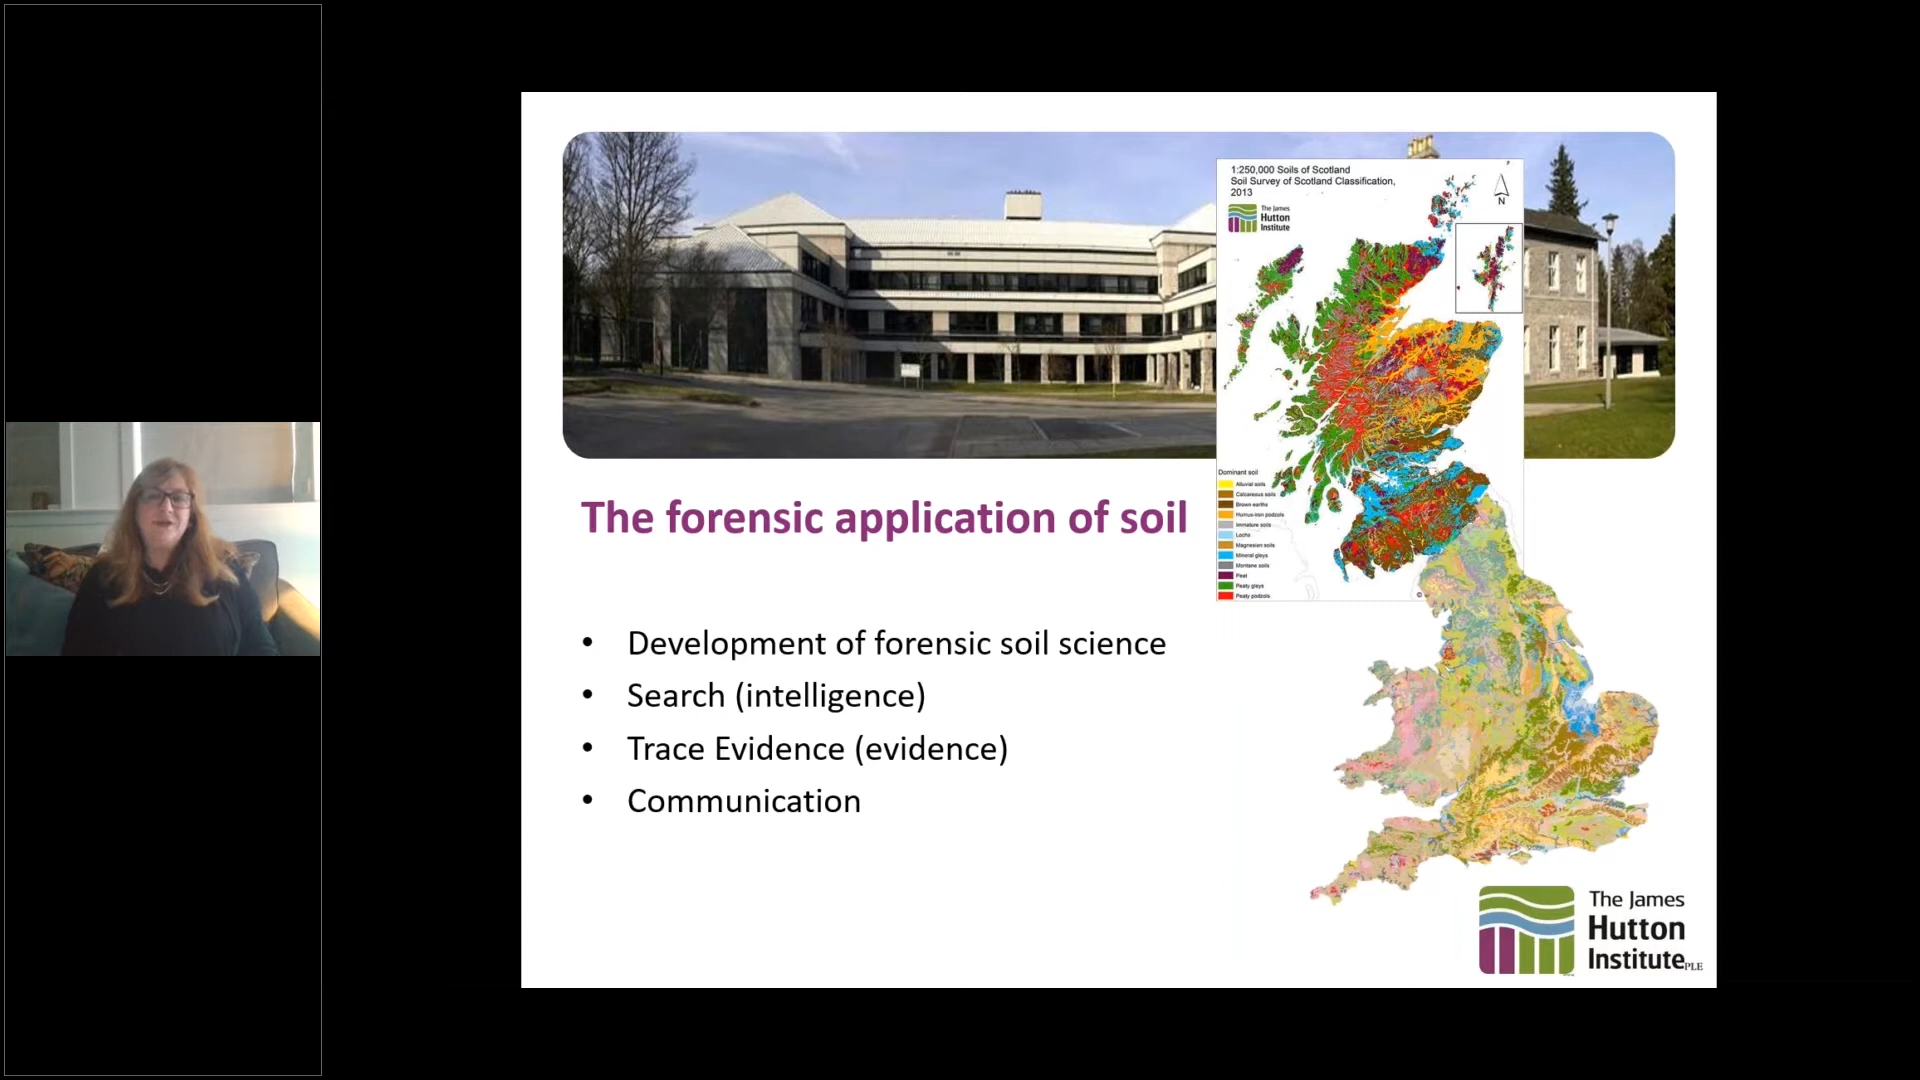 1:250,000 Soils of Scotland
Soil Survey of Scotland Classification,
2013
N
The James
Hutton
Institute
Dominant soil
Alluvial soils
Calcareous soils
Brown earths
Humus-iron podzols
Immature soils
Lochs
Magnesian soils
Mineral gleys
Montane soils
Peat
Peaty gleys
Peaty podzols
©
The forensic application of soil
• Development of forensic soil science
• Search (intelligence)
• Trace Evidence (evidence)
• Communication
The James
Hutton
Institute
PLE